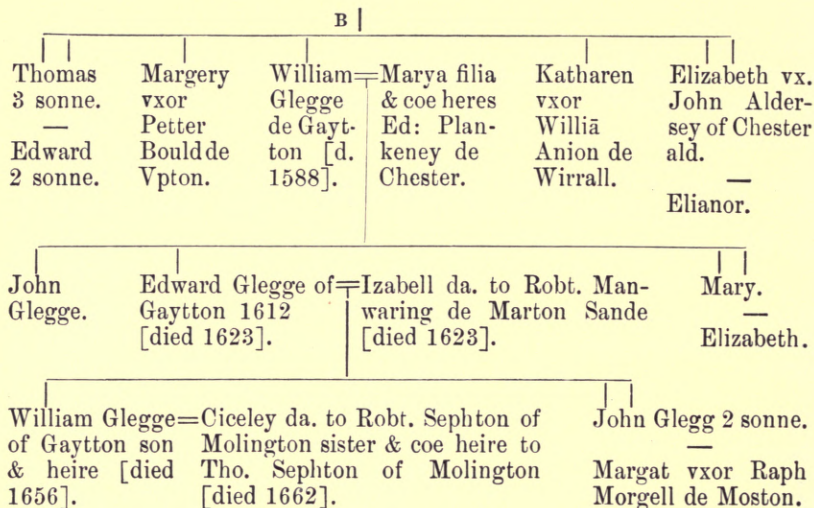 B
Thomas
3 sonne.
—
Edward
2 sonne.
Margery
vxor
Petter
Bould de
Vpton.
William
Glegge
de Gayt-
ton [d.
1588].
=Marya filia
& coe heres
Ed: Plan-
keney de
Chester.
Katharen
vxor
Williā
Anion de
Wirrall.
Elizabeth vx.
John Alder-
sey of Chester
ald.
—
Elianor.
John
Glegge.
Edward Glegge of
Gaytton 1612
[died 1623].
=Izabell da. to Robt. Man-
waring de Marton Sande
[died 1623].
Mary.
—
Elizabeth.
William Glegge
of Gaytton son
& heire [died
1656].
=Ciceley da. to Robt. Sephton of
Molington sister & coe heire to
Tho. Sephton of Molington
[died 1662].
John Glegg 2 sonne.
—
Margat vxor Raph
Morgell de Moston.